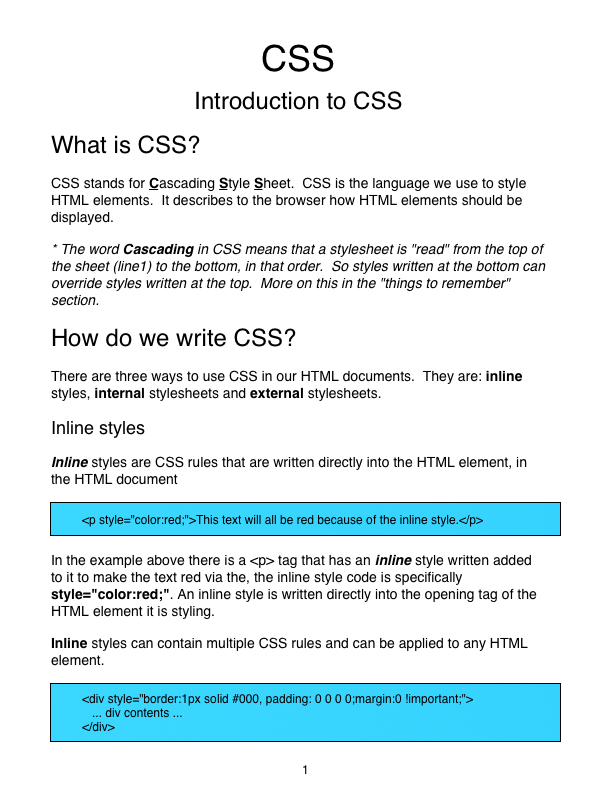 CSS
Introduction to CSS
What is CSS?
CSS stands for Cascading Style Sheet.  CSS is the language we use to style
HTML elements.  It describes to the browser how HTML elements should be
displayed.
* The word Cascading in CSS means that a stylesheet is "read" from the top of
the sheet (line1) to the bottom, in that order.  So styles written at the bottom can
override styles written at the top.  More on this in the "things to remember"
section.
How do we write CSS?
There are three ways to use CSS in our HTML documents.  They are: inline
styles, internal stylesheets and external stylesheets.
Inline styles
Inline styles are CSS rules that are written directly into the HTML element, in
the HTML document
<p style="color:red;">This text will all be red because of the inline style.</p>
In the example above there is a <p> tag that has an inline style written added
to it to make the text red via the, the inline style code is specifically
style="color:red;". An inline style is written directly into the opening tag of the
HTML element it is styling.
Inline styles can contain multiple CSS rules and can be applied to any HTML
element.
<div style="border:1px solid #000, padding: 0 0 0 0;margin:0 !important;">
... div contents ...
</div>
1